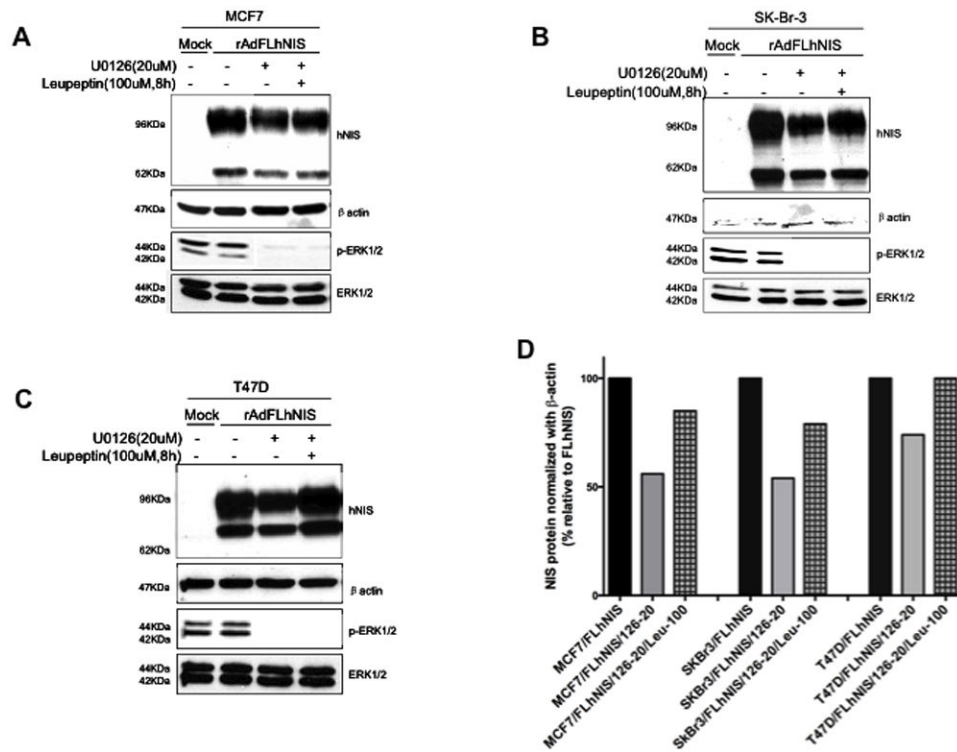 A
MCF7
Mock rAdFLhNIS
U0126(20uM) - - + +
Leupeptin(100uM,8h) - - +
96KDa
hNIS
62KDa
47KDa β actin
44KDa
p-ERK1/2
42KDa
44KDa
ERK1/2
42KDa
B
SK-Br-3
Mock rAdFLhNIS
U0126(20uM) - - + +
Leupeptin(100uM,8h) - - +
96KDa
hNIS
62KDa
47KDa β actin
44KDa
p-ERK1/2
42KDa
44KDa
ERK1/2
42KDa
C
T47D
Mock rAdFLhNIS
U0126(20uM) - - + +
Leupeptin(100uM,8h) - - +
96KDa
hNIS
62KDa
47KDa β actin
44KDa
p-ERK1/2
42KDa
44KDa
ERK1/2
42KDa
D
NIS protein normalized with β-actin
(% relative to FLhNIS)
100
50
0
MCF7/FLhNIS
MCF7/FLhNIS/126-20
MCF7/FLhNIS/126-20/Leu-100
SKBr3/FLhNIS
SKBr3/FLhNIS/126-20
SkBr3/FLhNIS/126-20/Leu-100
T47D/FLhNIS
T47D/FLhNIS/126-20
T47D/FLhNIS/126-20/Leu-100